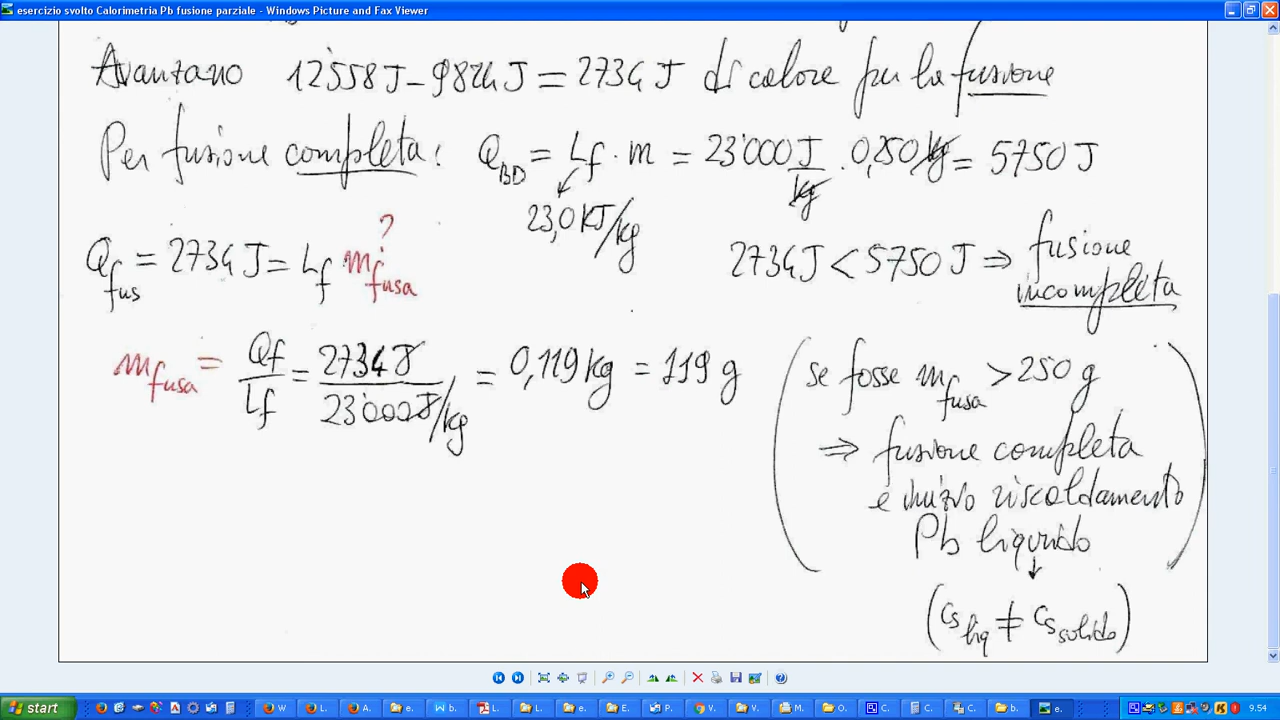 esercizio svolto Calorimetria Pb fusione parziale - Windows Picture and Fax Viewer
Avanzano 12'558 J - 9824 J = 2734 J di calore per la fusione
Per fusione completa: Q_BD = Lf · m = 23'000 J/kg · 0,250 kg = 5750 J
23,0 KJ/kg
Q_fus = 2734 J = Lf · m_fusa ?
2734 J < 5750 J ⇒ fusione
incompleta
m_fusa = Qf/Lf = 2734 J / 23'000 J/kg = 0,119 kg = 119 g
(se fosse m_fusa > 250 g
⇒ fusione completa
e inizio riscaldamento
Pb liquido)
↓
(cs_liq ≠ cs_solido)
start
W
L.
A.
e.
W b.
L
L.
e.
E.
P.
V.
V.
M.
O.
C.
C.
C.
b.
e.
9.54